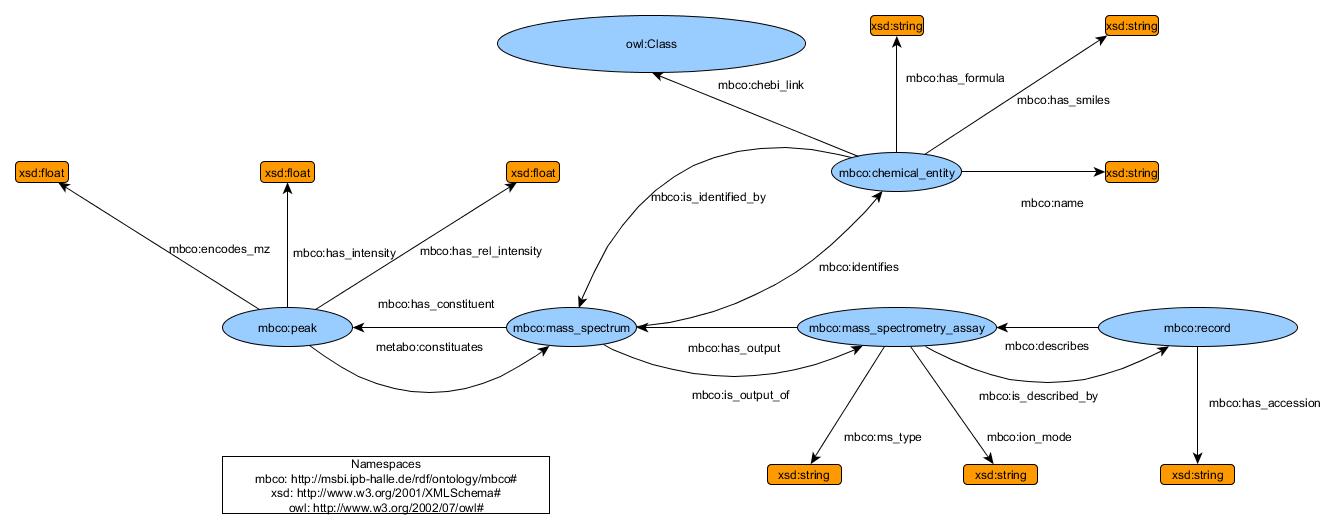 owl:Class
xsd:string
xsd:string
mbco:has_formula
mbco:chebi_link
mbco:has_smiles
xsd:float
xsd:float
xsd:float
mbco:chemical_entity
xsd:string
mbco:is_identified_by
mbco:name
mbco:encodes_mz
mbco:has_intensity
mbco:has_rel_intensity
mbco:identifies
mbco:has_constituent
mbco:peak
mbco:mass_spectrum
mbco:mass_spectrometry_assay
mbco:record
metabo:constituates
mbco:has_output
mbco:describes
mbco:is_output_of
mbco:is_described_by
mbco:has_accession
mbco:ms_type
mbco:ion_mode
xsd:string
xsd:string
xsd:string
Namespaces
mbco: http://msbi.ipb-halle.de/rdf/ontology/mbco#
xsd: http://www.w3.org/2001/XMLSchema#
owl: http://www.w3.org/2002/07/owl#